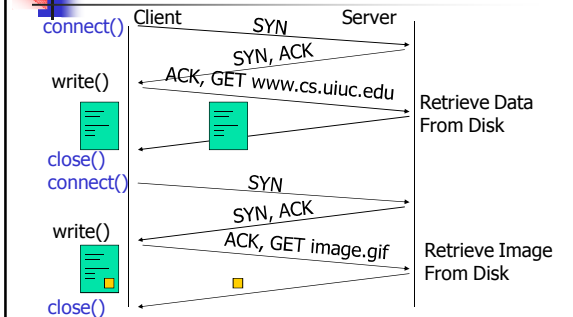 Client
Server
connect()
SYN
SYN, ACK
write()
ACK, GET www.cs.uiuc.edu
Retrieve Data
From Disk
close()
connect()
SYN
SYN, ACK
write()
ACK, GET image.gif
Retrieve Image
From Disk
close()